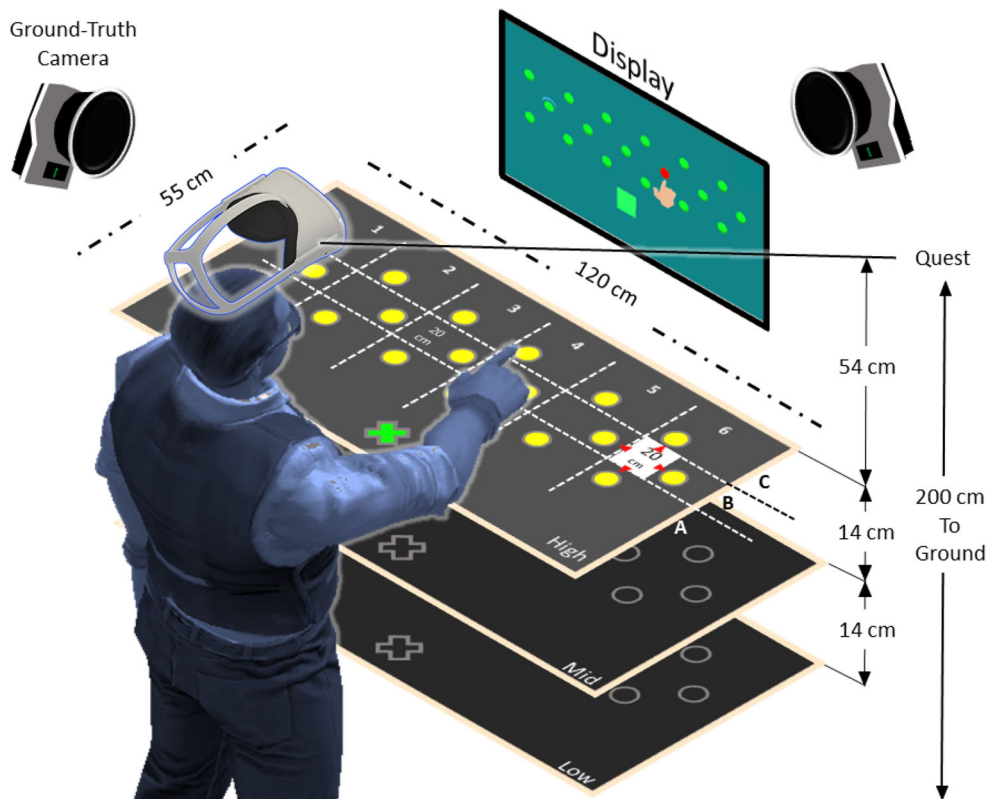 Ground-Truth
Camera
Display
55 cm
120 cm
1
2
3
4
5
6
20
cm
20
cm
A
B
C
High
Mid
Low
Quest
54 cm
14 cm
14 cm
200 cm
To
Ground